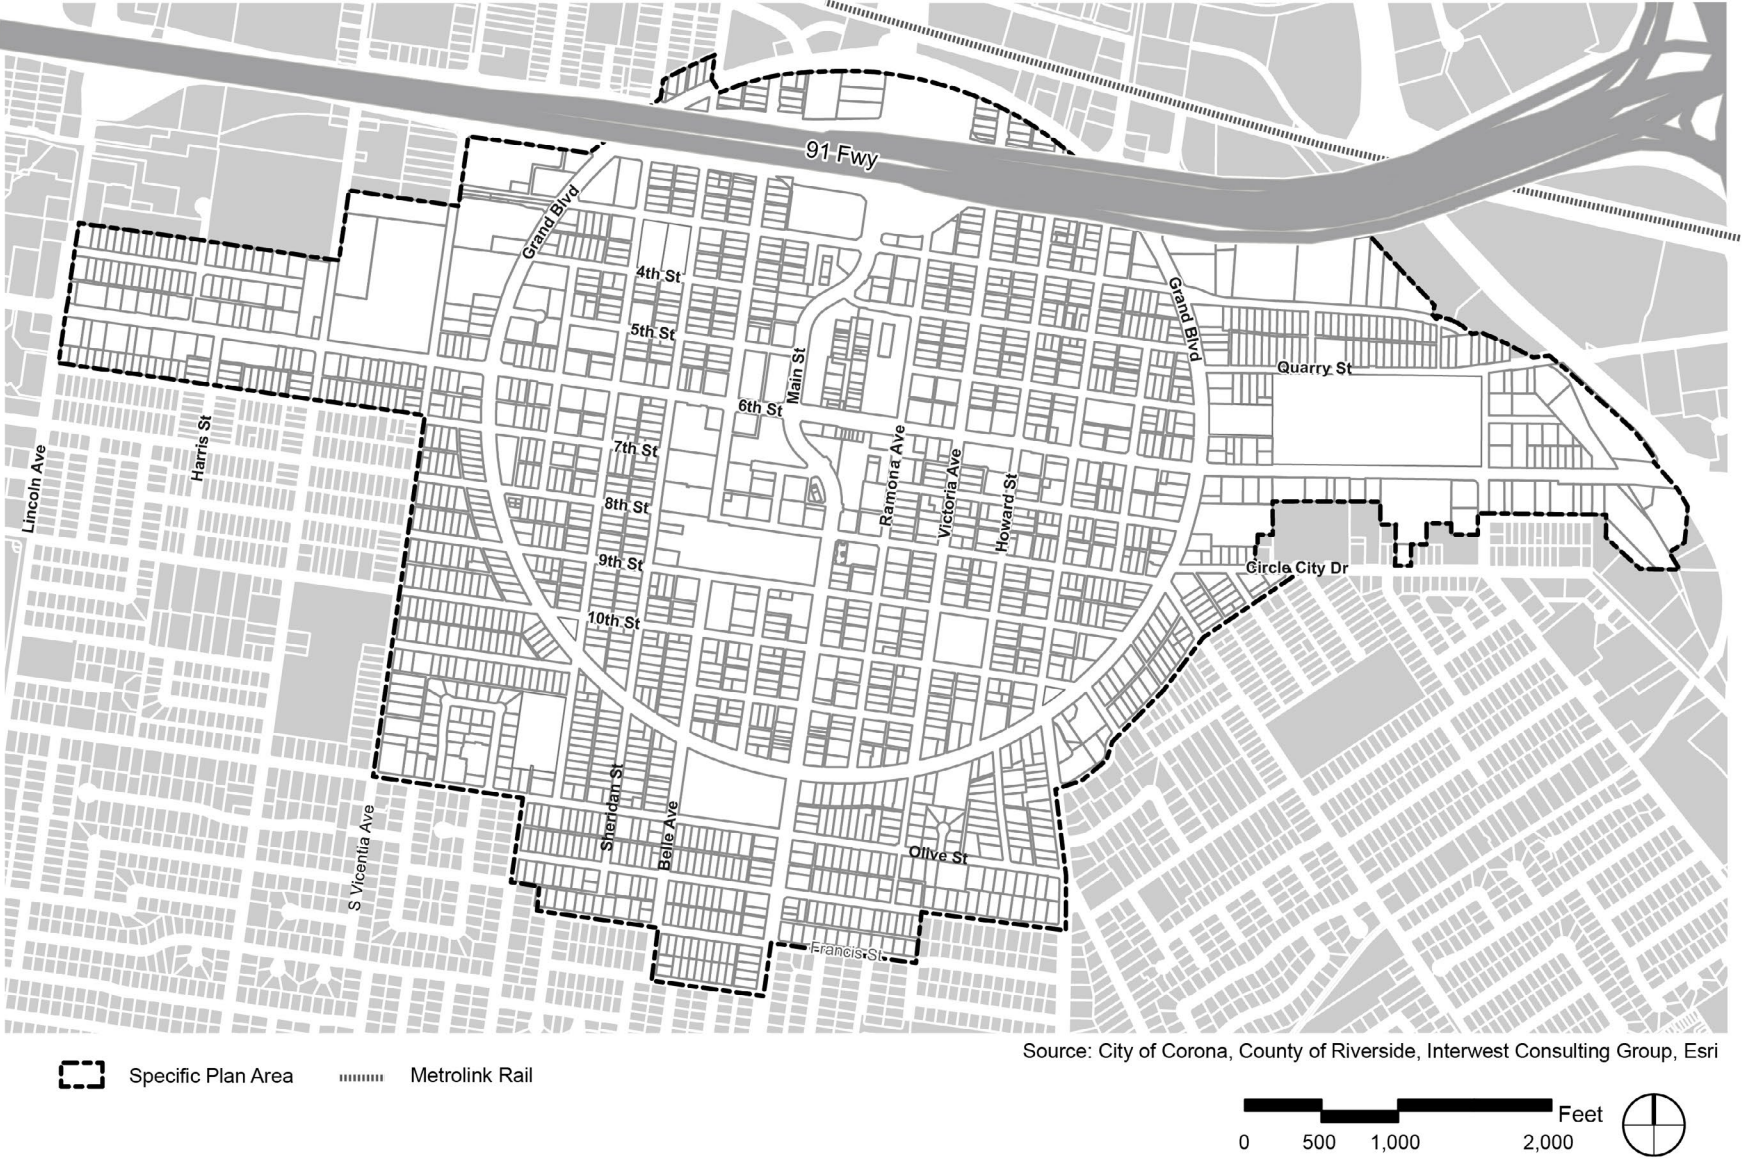 91 Fwy
Grand Blvd
4th St
Grand Blvd
5th St
Main St
Quarry St
6th St
Harris St
7th St
Ramona Ave
Victoria Ave
Lincoln Ave
Howard St
8th St
9th St
Circle City Dr
10th St
Sheridan St
Belle Ave
S Vicentia Ave
Olive St
Francis St
Source: City of Corona, County of Riverside, Interwest Consulting Group, Esri
Specific Plan Area
Metrolink Rail
Feet
0 500 1,000 2,000